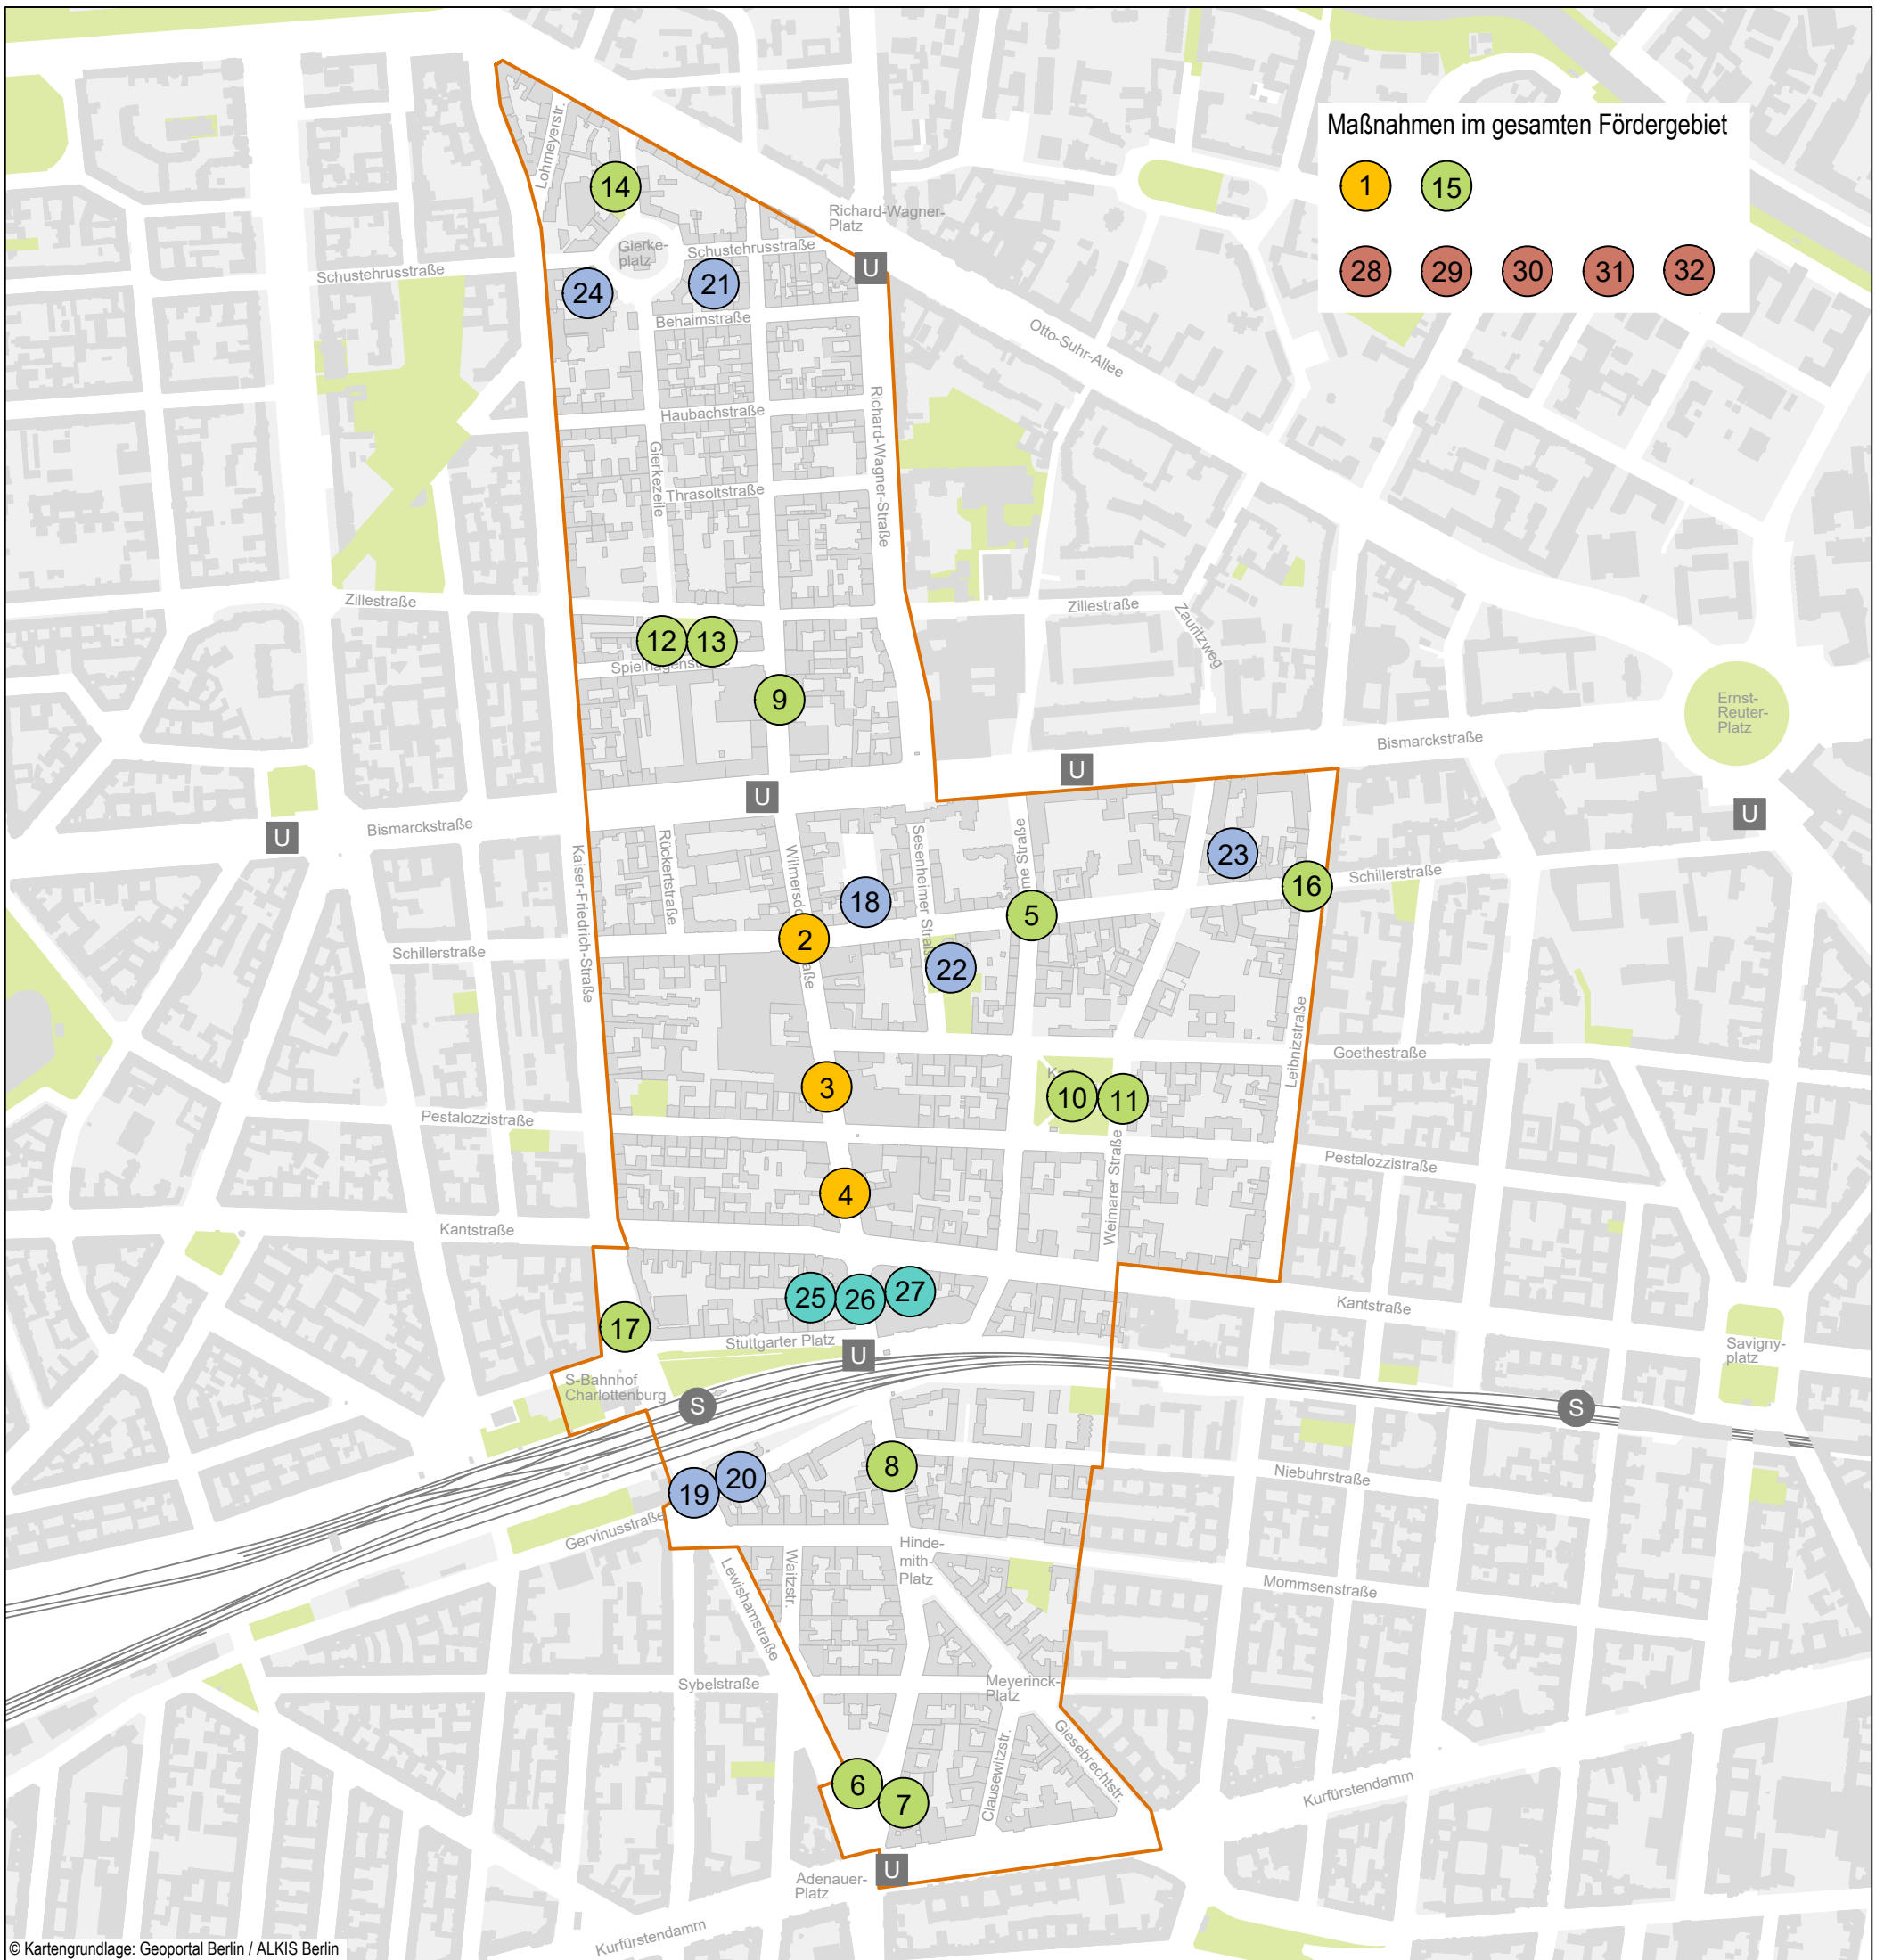 Maßnahmen im gesamten Fördergebiet
1
15
28
29
30
31
32
Lohmeyerstr.
14
Richard-Wagner-
Platz
Gierke-
platz
Schustehrusstraße
Schustehrusstraße
U
24
21
Behaimstraße
Otto-Suhr-Allee
Haubachstraße
Richard-Wagner-Straße
Gierkezeile
Thrasoltstraße
Zillestraße
Zillestraße
Zauritzweg
12
13
Spielhagenstraße
9
Ernst-
Reuter-
Platz
Bismarckstraße
U
U
U
U
Bismarckstraße
Rückertstraße
Kaiser-Friedrich-Straße
Sesenheimer Straße
23
Schillerstraße
16
18
5
2
Schillerstraße
22
Leibnizstraße
Goethestraße
3
10
11
Pestalozzistraße
Pestalozzistraße
Weimarer Straße
4
Kantstraße
25
26
27
Kantstraße
17
Stuttgarter Platz
U
Savigny-
platz
S-Bahnhof
Charlottenburg
S
S
8
20
19
Niebuhrstraße
Gervinusstraße
Hinde-
mith-
Platz
Waitzstr.
Lewishamstraße
Mommsenstraße
Sybelstraße
Meyerinck-
Platz
Giesebrechtstr.
Clausewitzstr.
6
7
Kurfürstendamm
U
Adenauer-
Platz
Kurfürstendamm
© Kartengrundlage: Geoportal Berlin / ALKIS Berlin